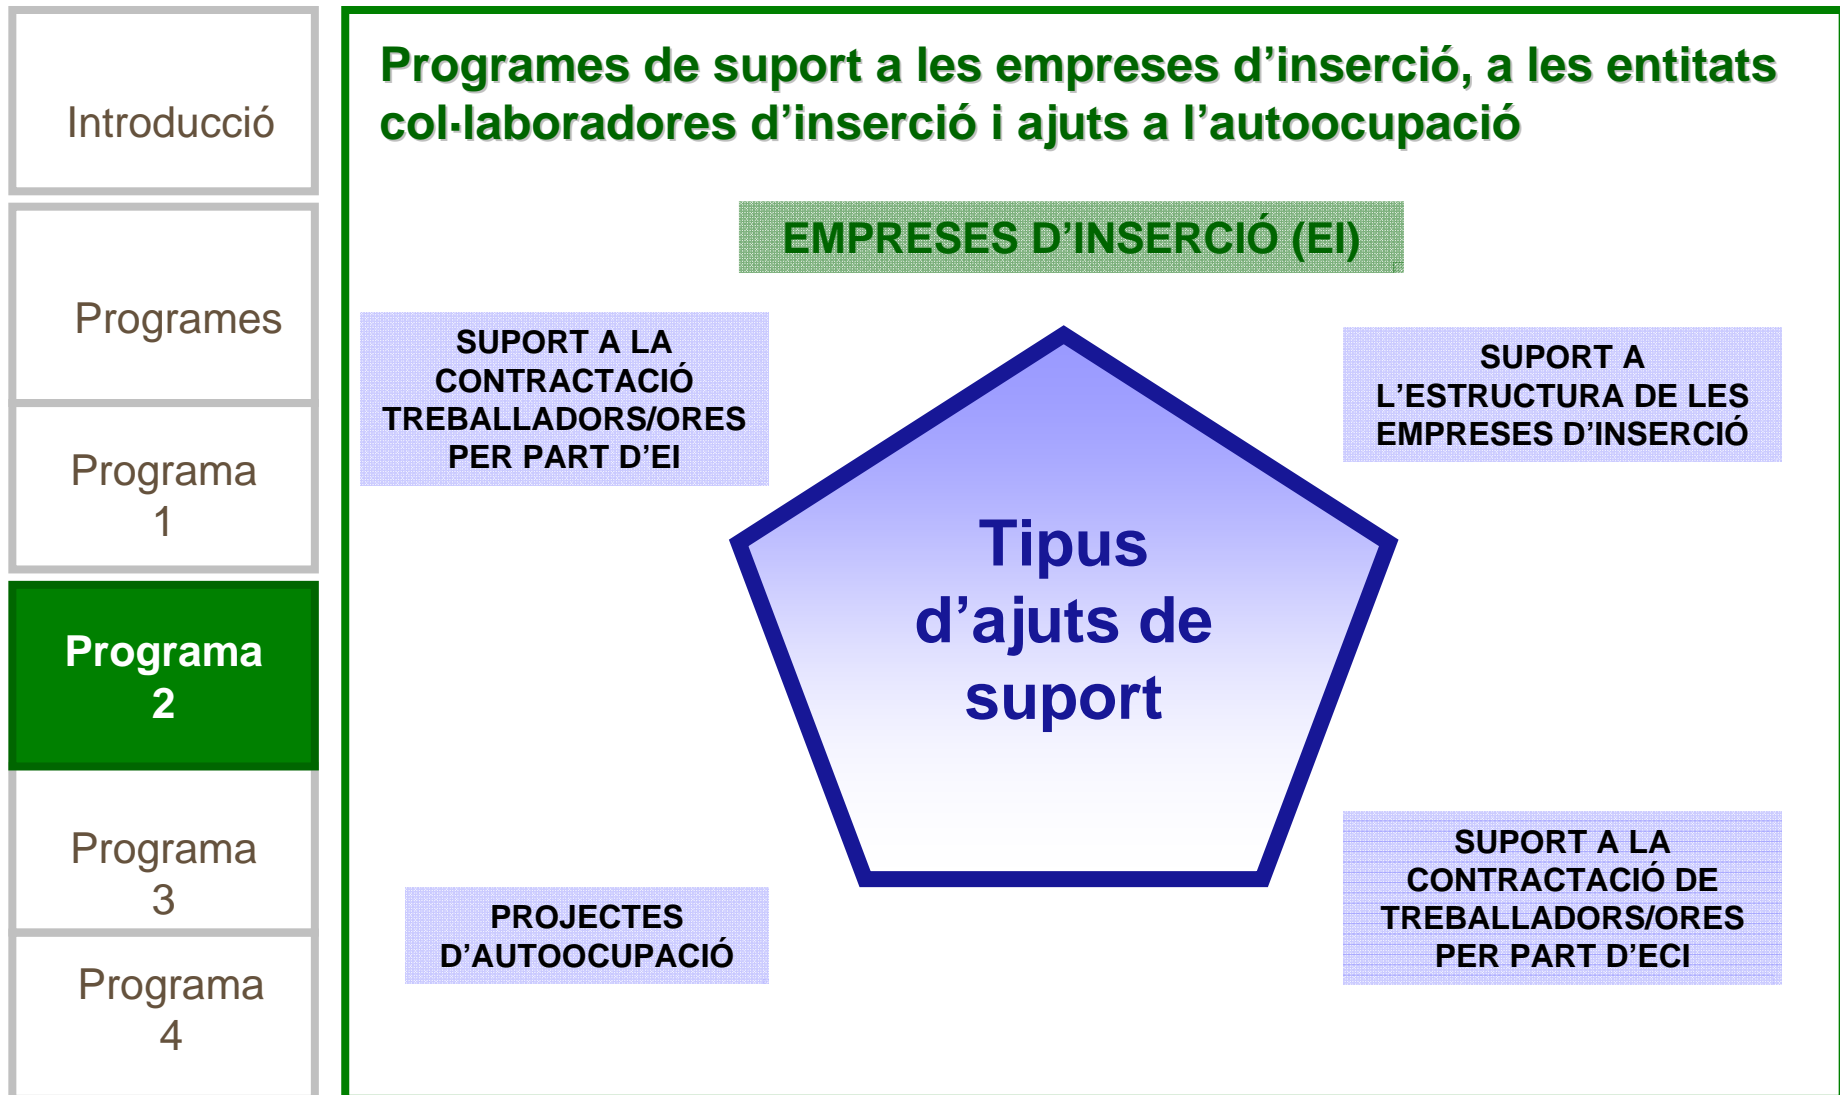 Introducció
Programes
Programa
1
Programa
2
Programa
3
Programa
4
Programes de suport a les empreses d’inserció, a les entitats
col·laboradores d’inserció i ajuts a l’autoocupació
EMPRESES D’INSERCIÓ (EI)
SUPORT A LA
CONTRACTACIÓ
TREBALLADORS/ORES
PER PART D’EI
SUPORT A
L’ESTRUCTURA DE LES
EMPRESES D’INSERCIÓ
Tipus
d’ajuts de
suport
PROJECTES
D’AUTOOCUPACIÓ
SUPORT A LA
CONTRACTACIÓ DE
TREBALLADORS/ORES
PER PART D’ECI